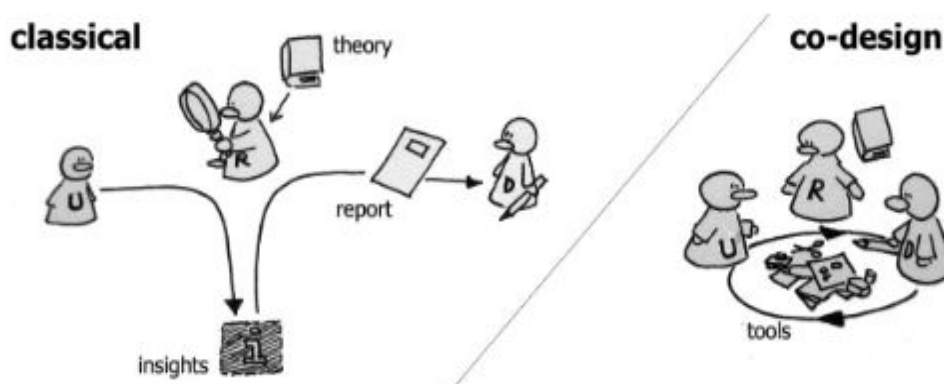 classical
theory
R
U
D
report
i
insights
co-design
R
U
D
tools